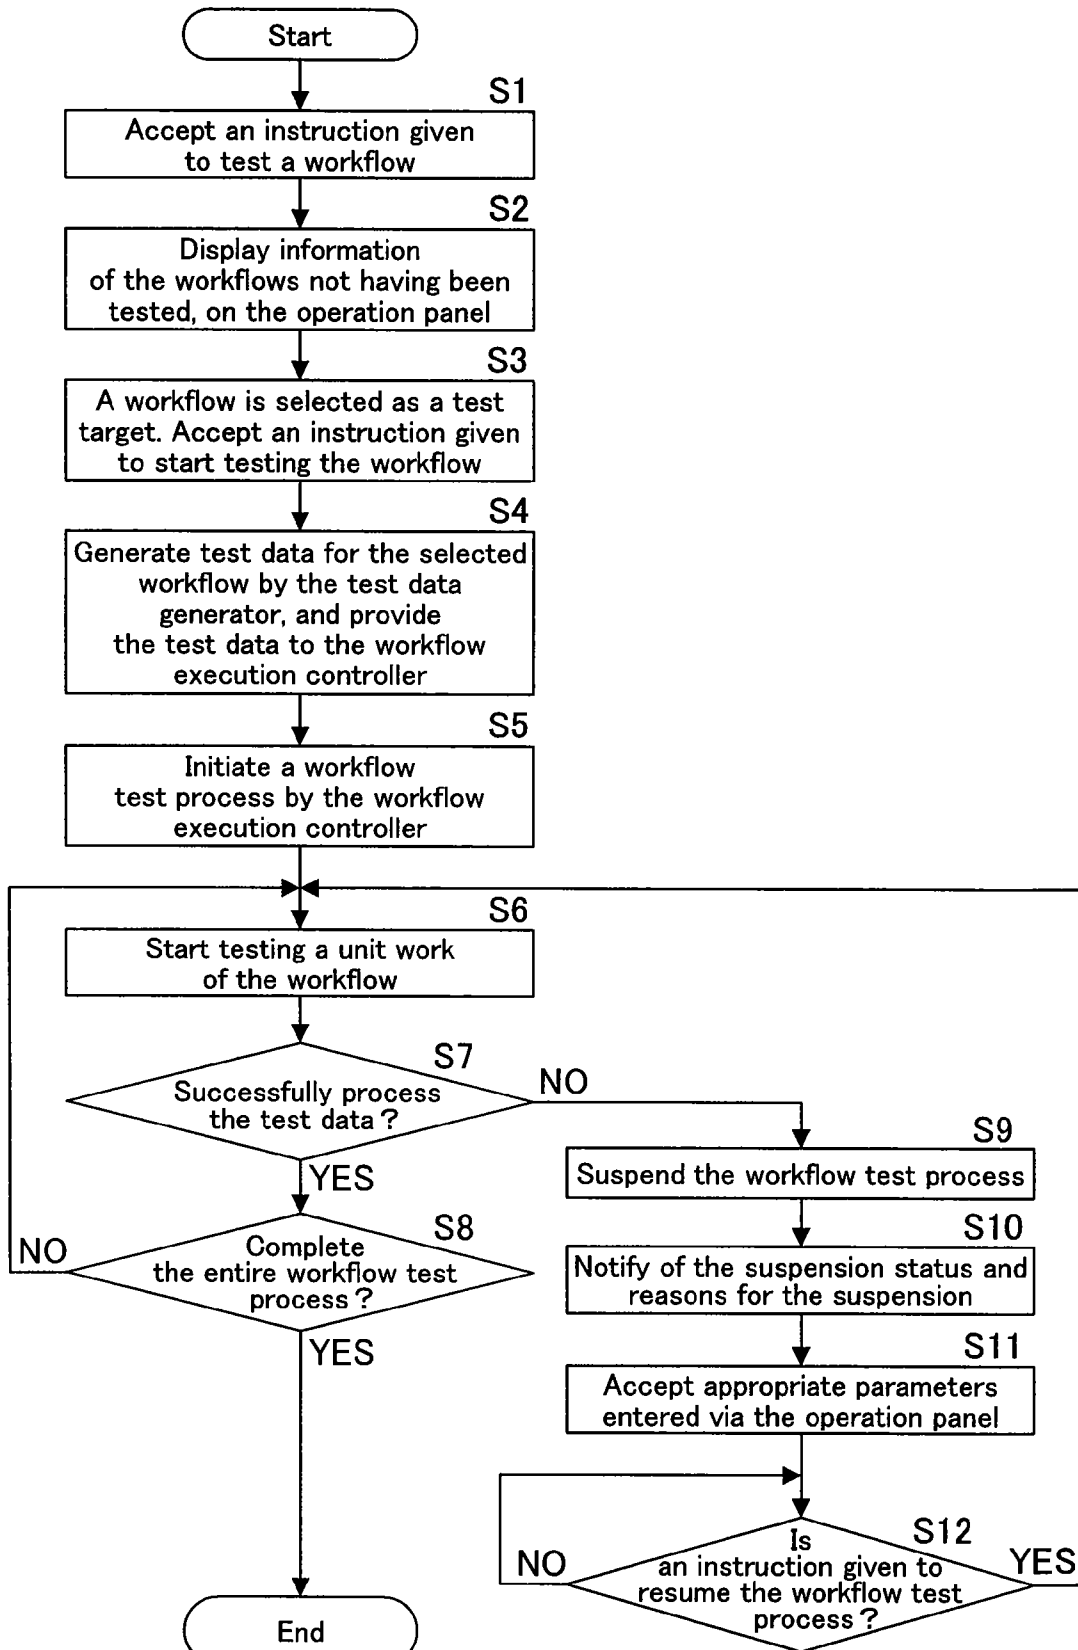 Start
S1
Accept an instruction given
to test a workflow
S2
Display information
of the workflows not having been
tested, on the operation panel
S3
A workflow is selected as a test
target. Accept an instruction given
to start testing the workflow
S4
Generate test data for the selected
workflow by the test data
generator, and provide
the test data to the workflow
execution controller
S5
Initiate a workflow
test process by the workflow
execution controller
S6
Start testing a unit work
of the workflow
S7
Successfully process
the test data?
NO
YES
S8
Complete
the entire workflow test
process?
NO
YES
S9
Suspend the workflow test process
S10
Notify of the suspension status and
reasons for the suspension
S11
Accept appropriate parameters
entered via the operation panel
S12
Is
an instruction given to
resume the workflow test
process?
NO
YES
End